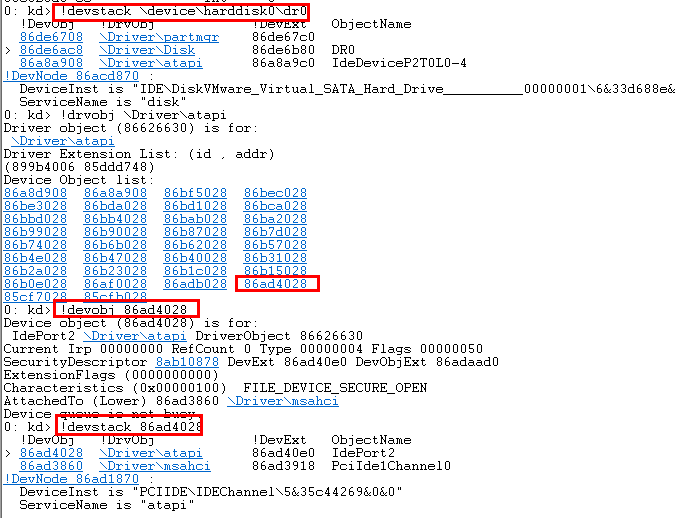 0: kd> !devstack \device\harddisk0\dr0
!DevObj !DrvObj !DevExt ObjectName
86de6708 \Driver\partmgr 86de67c0
> 86de6ac8 \Driver\Disk 86de6b80 DR0
86a8a908 \Driver\atapi 86a8a9c0 IdeDeviceP2T0L0-4
!DevNode 86acd870 :
DeviceInst is "IDE\DiskVMware_Virtual_SATA_Hard_Drive___________00000001\6&33d688e&
ServiceName is "disk"
0: kd> !drvobj \Driver\atapi
Driver object (86626630) is for:
\Driver\atapi
Driver Extension List: (id , addr)
(899b4006 85ddd748)
Device Object list:
86a8d908 86a8a908 86bf5028 86bec028
86be3028 86bda028 86bd1028 86bca028
86bbd028 86bb4028 86bab028 86ba2028
86b99028 86b90028 86b87028 86b7d028
86b74028 86b6b028 86b62028 86b57028
86b4e028 86b47028 86b40028 86b31028
86b2a028 86b23028 86b1c028 86b15028
86b0e028 86af0028 86adb028 86ad4028
85cf7028 85cfb028
0: kd> !devobj 86ad4028
Device object (86ad4028) is for:
IdePort2 \Driver\atapi DriverObject 86626630
Current Irp 00000000 RefCount 0 Type 00000004 Flags 00000050
SecurityDescriptor 8ab10878 DevExt 86ad40e0 DevObjExt 86adaad0
ExtensionFlags (0000000000)
Characteristics (0x00000100) FILE_DEVICE_SECURE_OPEN
AttachedTo (Lower) 86ad3860 \Driver\msahci
Device queue is not busy
0: kd> !devstack 86ad4028
!DevObj !DrvObj !DevExt ObjectName
> 86ad4028 \Driver\atapi 86ad40e0 IdePort2
86ad3860 \Driver\msahci 86ad3918 PciIde1Channel0
!DevNode 86ad1870 :
DeviceInst is "PCIIDE\IDEChannel\5&35c44269&0&0"
ServiceName is "atapi"